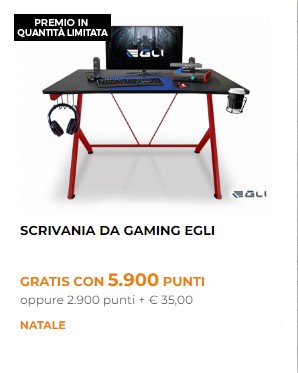 PREMIO IN
QUANTITÀ LIMITATA
EGLI
EGLI
SCRIVANIA DA GAMING EGLI
GRATIS CON 5.900 PUNTI
oppure 2.900 punti + € 35,00
NATALE